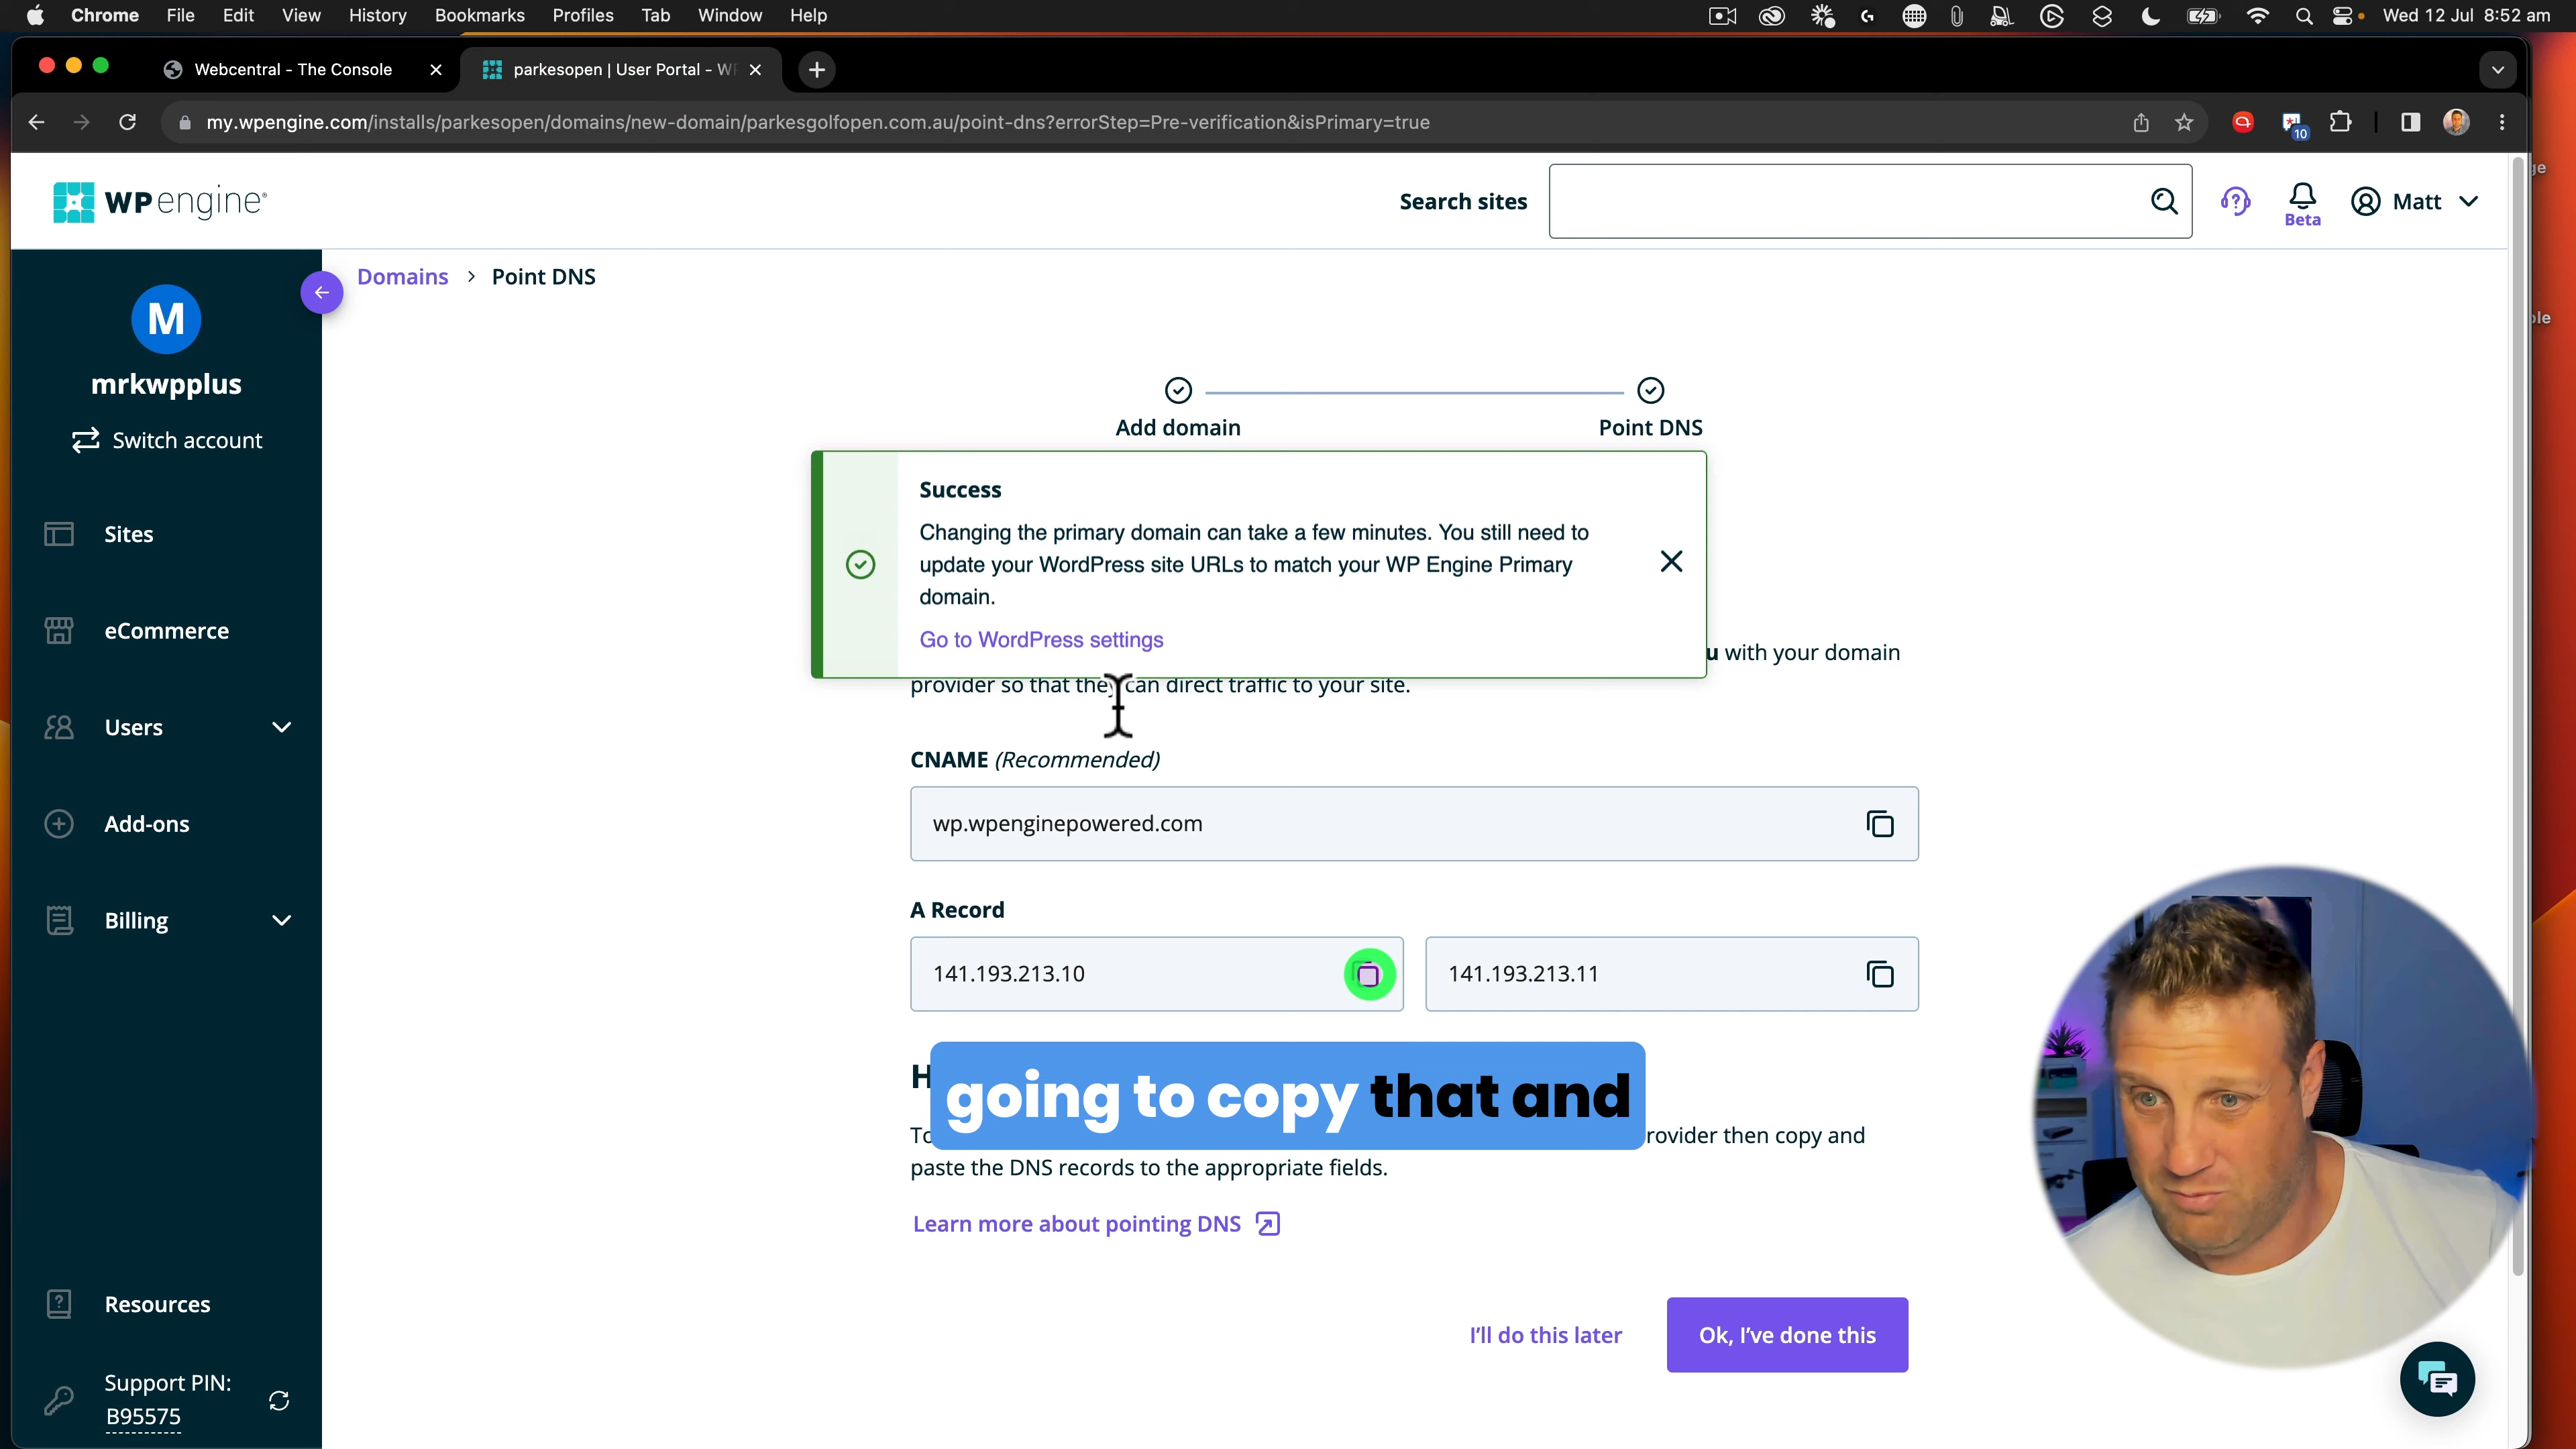 Chrome File Edit View History Bookmarks Profiles Tab Window Help
Wed 12 Jul 8:52 am
Webcentral - The Console
parkesopen | User Portal - WP
my.wpengine.com/installs/parkesopen/domains/new-domain/parkesgolfopen.com.au/point-dns?errorStep=Pre-verification&isPrimary=true
10
WP engine
Search sites
Beta
Matt
M
mrkwpplus
Switch account
Sites
eCommerce
Users
Add-ons
Billing
Resources
Support PIN:
B95575
Domains > Point DNS
Add domain
Point DNS
Success
Changing the primary domain can take a few minutes. You still need to
update your WordPress site URLs to match your WP Engine Primary
domain.
Go to WordPress settings
u with your domain
provider so that they can direct traffic to your site.
CNAME (Recommended)
wp.wpenginepowered.com
A Record
141.193.213.10
141.193.213.11
going to copy that and
rovider then copy and
paste the DNS records to the appropriate fields.
Learn more about pointing DNS
I'll do this later
Ok, I've done this